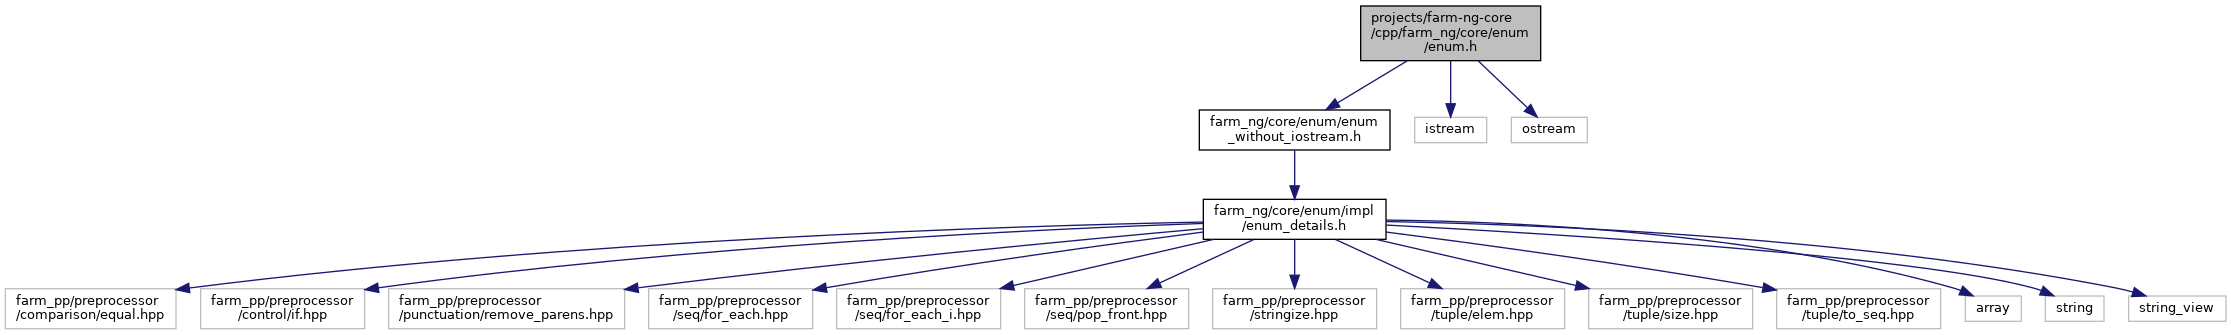 projects/farm-ng-core
/cpp/farm_ng/core/enum
/enum.h
farm_ng/core/enum/enum
_without_iostream.h
istream
ostream
farm_ng/core/enum/impl
/enum_details.h
farm_pp/preprocessor
/comparison/equal.hpp
farm_pp/preprocessor
/control/if.hpp
farm_pp/preprocessor
/punctuation/remove_parens.hpp
farm_pp/preprocessor
/seq/for_each.hpp
farm_pp/preprocessor
/seq/for_each_i.hpp
farm_pp/preprocessor
/seq/pop_front.hpp
farm_pp/preprocessor
/stringize.hpp
farm_pp/preprocessor
/tuple/elem.hpp
farm_pp/preprocessor
/tuple/size.hpp
farm_pp/preprocessor
/tuple/to_seq.hpp
array
string
string_view